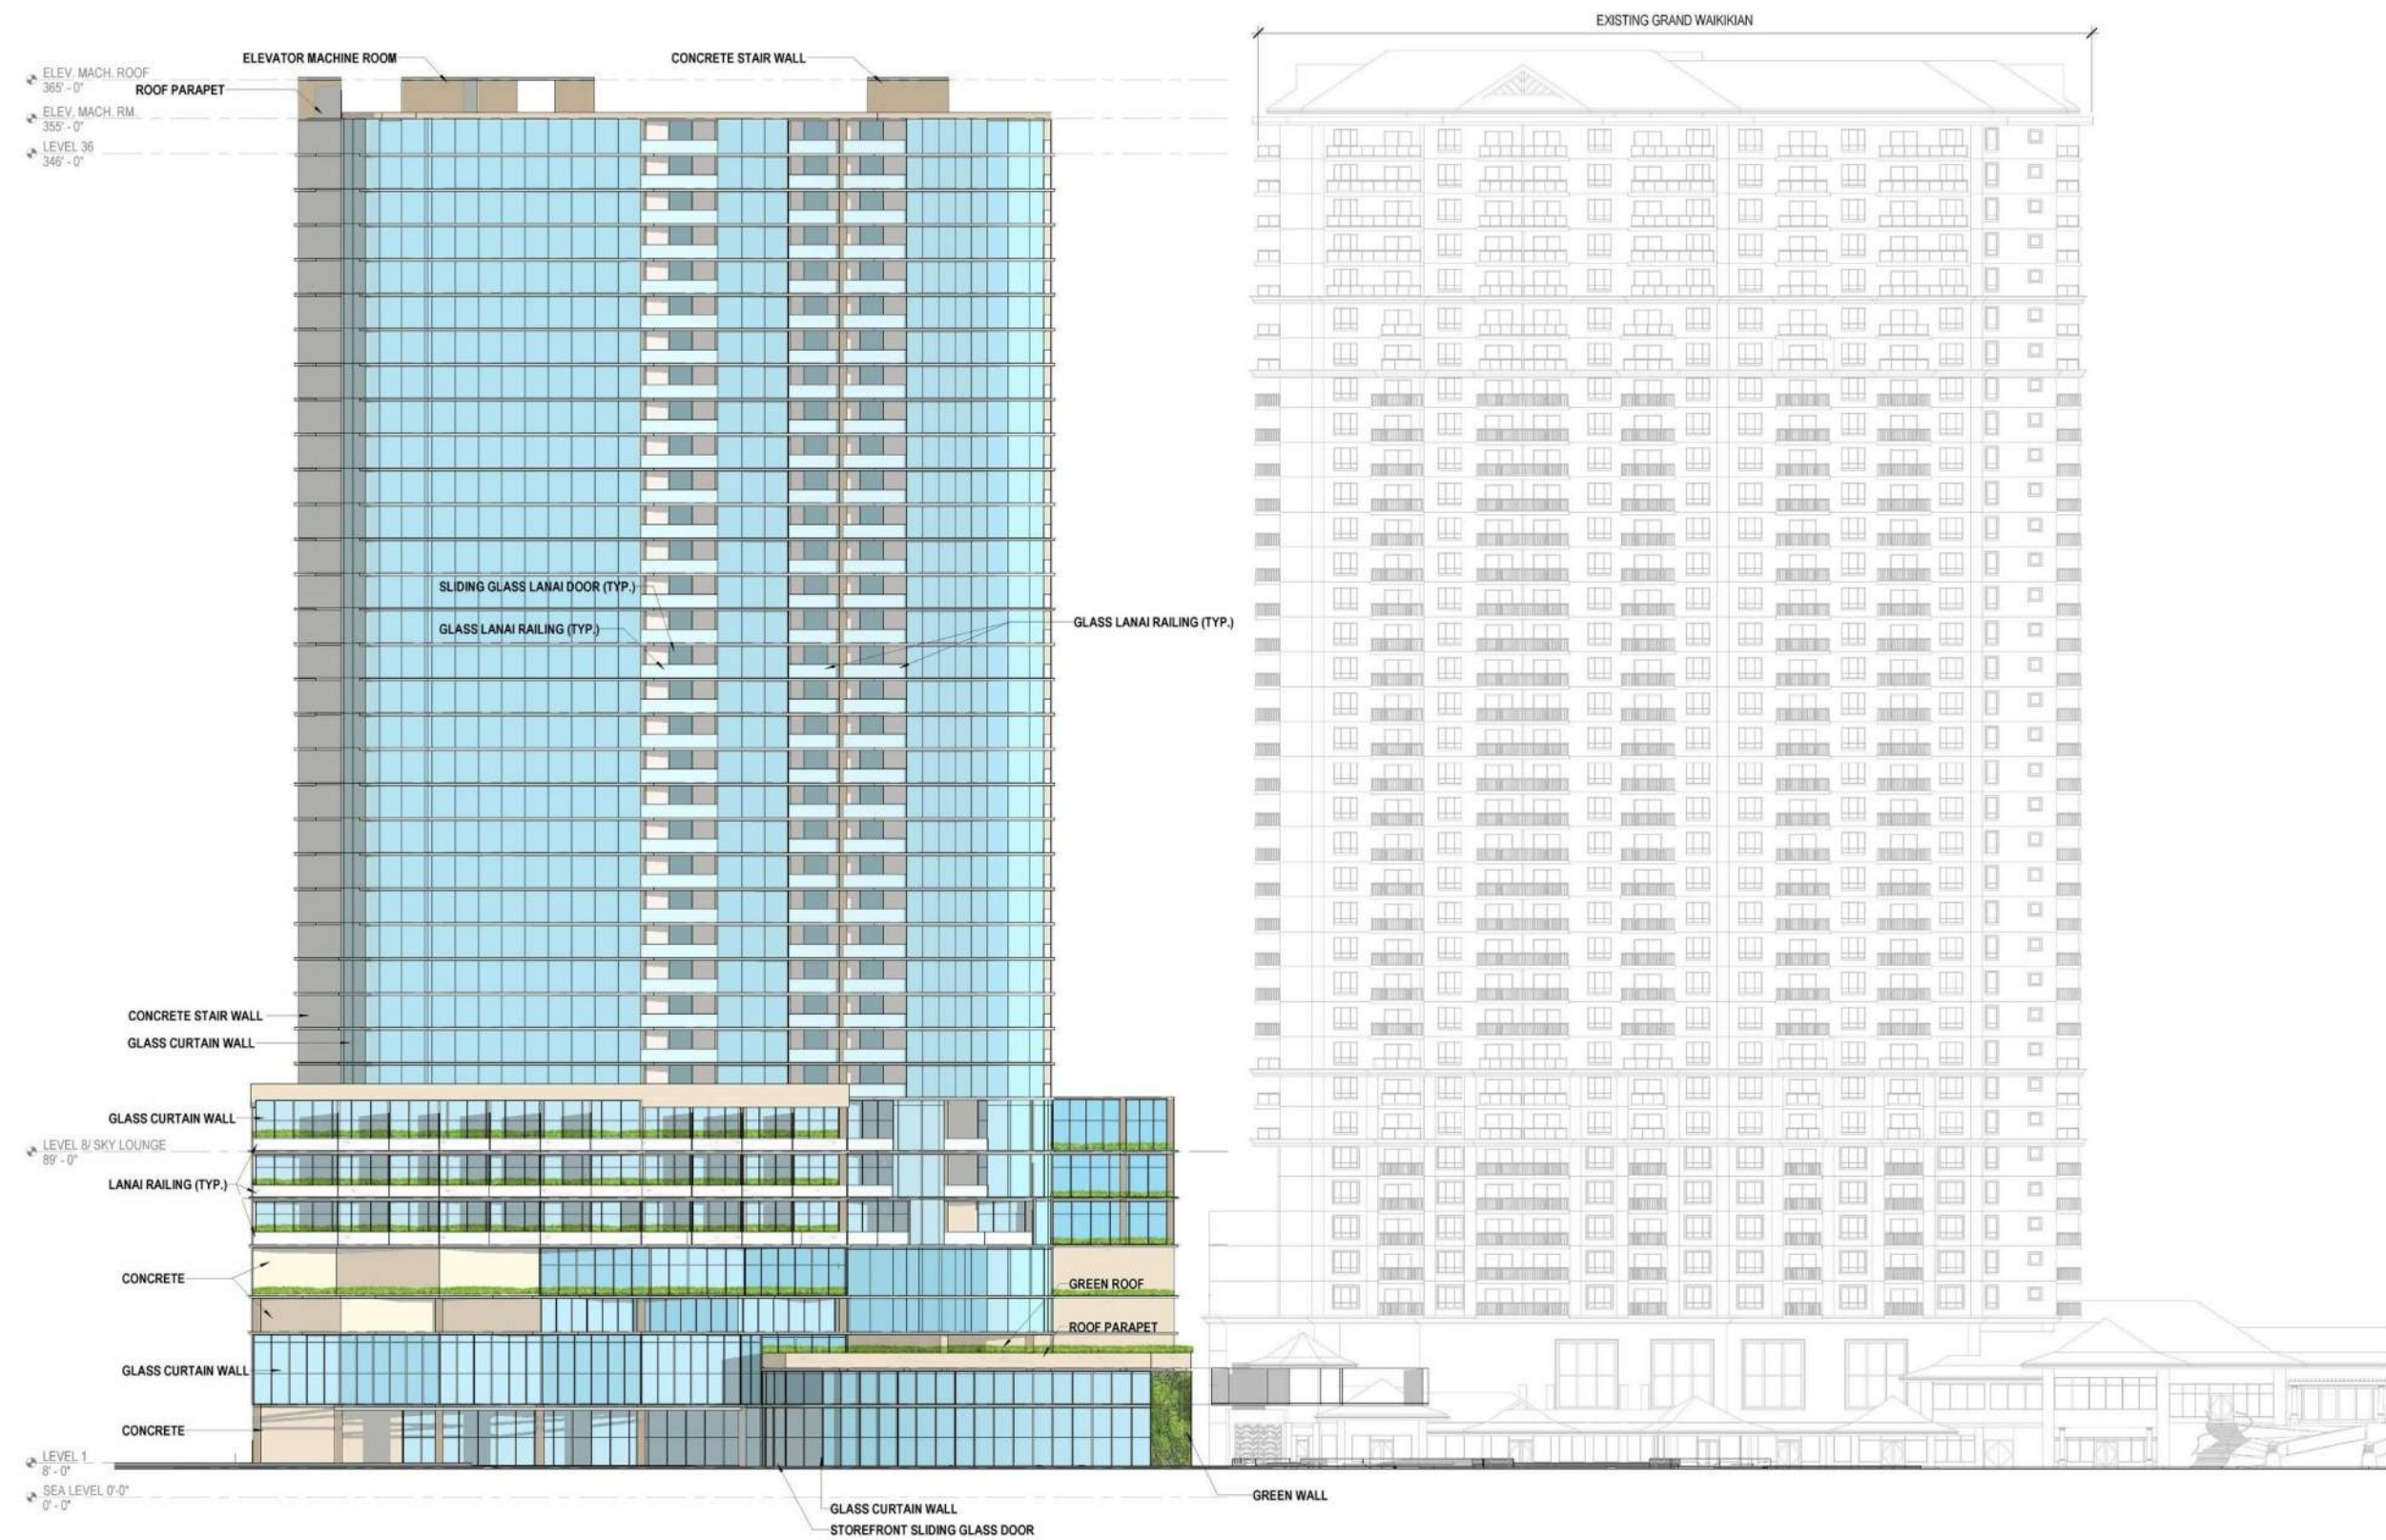 EXISTING GRAND WAIKIKIAN
ELEVATOR MACHINE ROOM
CONCRETE STAIR WALL
ELEV. MACH. ROOF
365' - 0"
ROOF PARAPET
ELEV. MACH. RM.
355' - 0"
LEVEL 36
346' - 0"
SLIDING GLASS LANAI DOOR (TYP.)
GLASS LANAI RAILING (TYP.)
GLASS LANAI RAILING (TYP.)
CONCRETE STAIR WALL
GLASS CURTAIN WALL
GLASS CURTAIN WALL
LEVEL 8/ SKY LOUNGE
89' - 0"
LANAI RAILING (TYP.)
CONCRETE
GREEN ROOF
ROOF PARAPET
GLASS CURTAIN WALL
CONCRETE
LEVEL 1
8' - 0"
SEA LEVEL 0'-0"
0' - 0"
GREEN WALL
GLASS CURTAIN WALL
STOREFRONT SLIDING GLASS DOOR